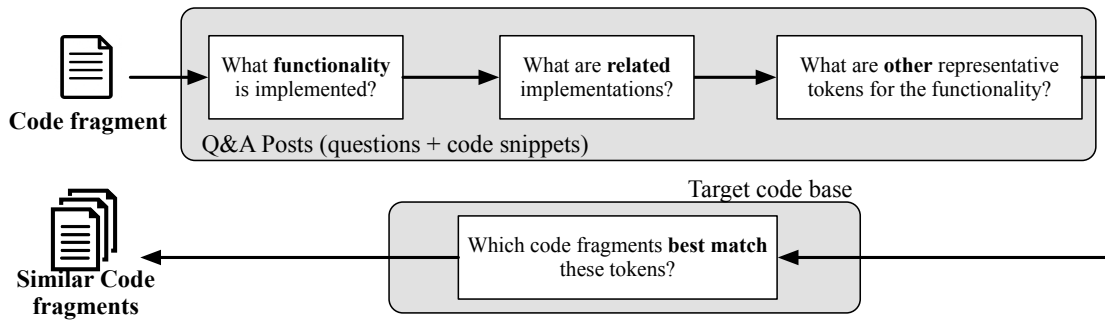 Code fragment
What functionality
is implemented?
What are related
implementations?
What are other representative
tokens for the functionality?
Q&A Posts (questions + code snippets)
Target code base
Which code fragments best match
these tokens?
Similar Code
fragments